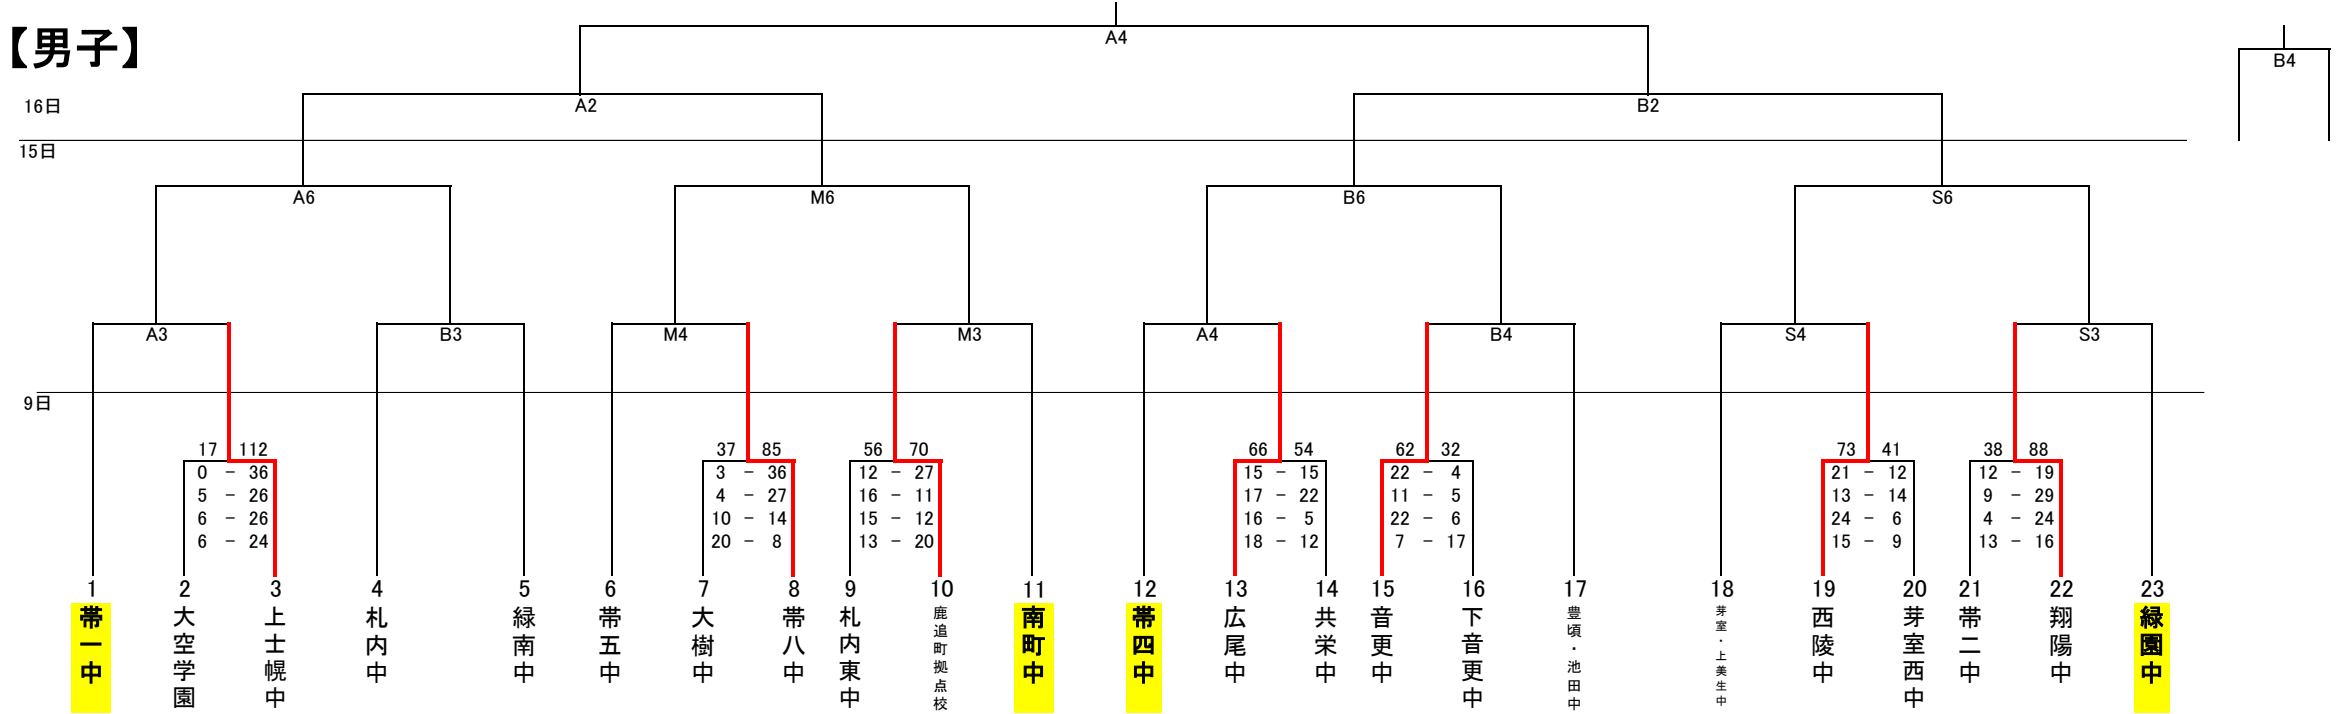 【男子】
A4
B4
16日
A2
B2
15日
A6
M6
B6
S6
A3
B3
M4
M3
A4
B4
S4
S3
9日
17 112
0 - 36
5 - 26
6 - 26
6 - 24
37 85
3 - 36
4 - 27
10 - 14
20 - 8
56 70
12 - 27
16 - 11
15 - 12
13 - 20
66 54
15 - 15
17 - 22
16 - 5
18 - 12
62 32
22 - 4
11 - 5
22 - 6
7 - 17
73 41
21 - 12
13 - 14
24 - 6
15 - 9
38 88
12 - 19
9 - 29
4 - 24
13 - 16
1
帯一中
2
大空学園
3
上士幌中
4
札内中
5
緑南中
6
帯五中
7
大樹中
8
帯八中
9
札内東中
10
鹿追町拠点校
11
南町中
12
帯四中
13
広尾中
14
共栄中
15
音更中
16
下音更中
17
豊頃・池田中
18
芽室・上美生中
19
西陵中
20
芽室西中
21
帯二中
22
翔陽中
23
緑園中